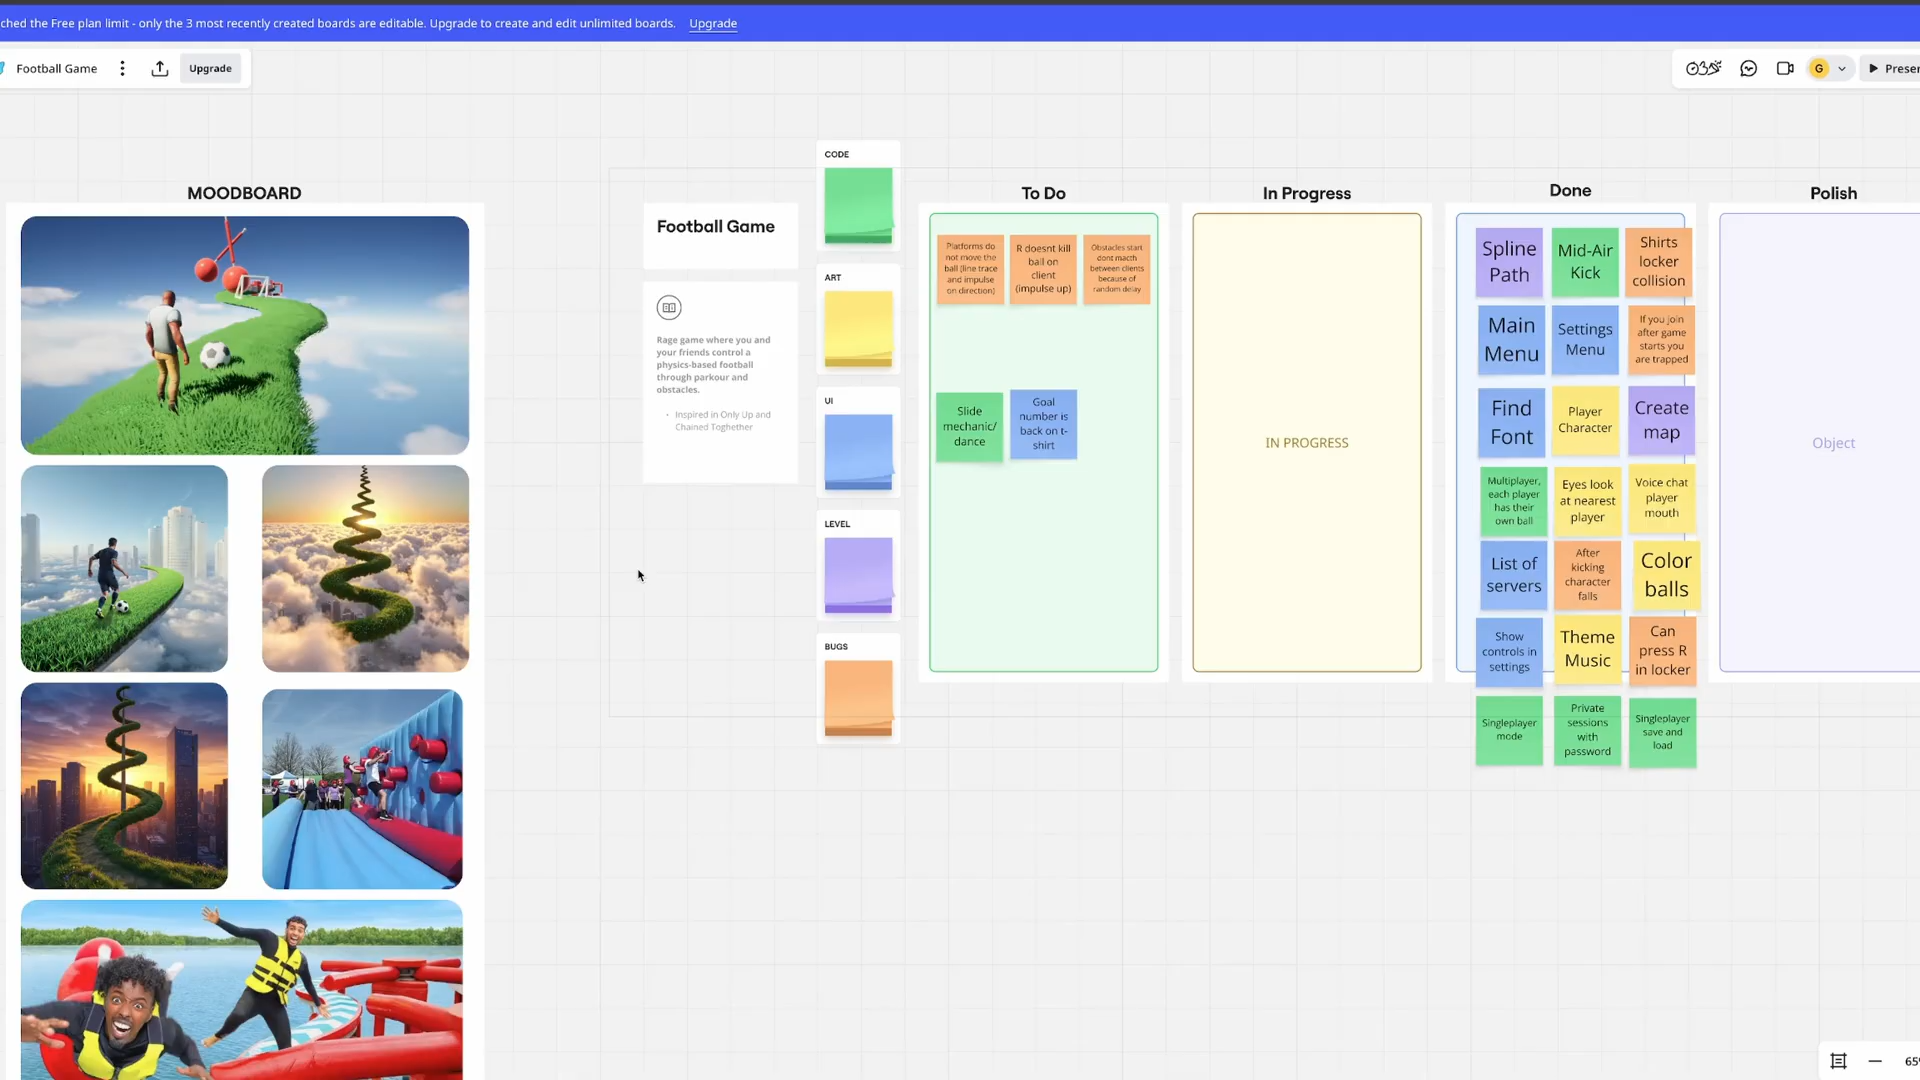 ched the Free plan limit - only the 3 most recently created boards are editable. Upgrade to create and edit unlimited boards. Upgrade
Football Game
Upgrade
G
Presen
MOODBOARD
Football Game
Rage game where you and
your friends control a
physics-based football
through parkour and
obstacles.
• Inspired in Only Up and
Chained Toghether
CODE
ART
UI
LEVEL
BUGS
To Do
Platforms do
not move the
ball (line trace
and impulse
on direction)
R doesnt kill
ball on
client
(impulse up)
Obstacles start
dont macth
between clients
because of
random delay
Slide
mechanic/
dance
Goal
number is
back on t-
shirt
In Progress
IN PROGRESS
Done
Spline
Path
Mid-Air
Kick
Shirts
locker
collision
Main
Menu
Settings
Menu
If you join
after game
starts you
are trapped
Find
Font
Player
Character
Create
map
Multiplayer,
each player
has their
own ball
Eyes look
at nearest
player
Voice chat
player
mouth
List of
servers
After
kicking
character
falls
Color
balls
Show
controls in
settings
Theme
Music
Can
press R
in locker
Singleplayer
mode
Private
sessions
with
password
Singleplayer
save and
load
Polish
Object
65%